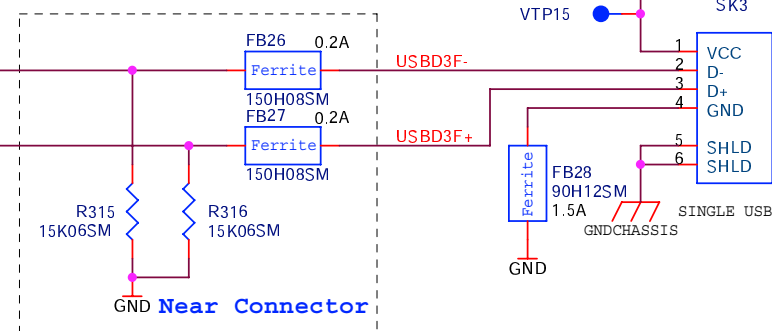 SK3
VTP15
FB26
0.2A
Ferrite
150H08SM
USBD3F-
FB27
0.2A
Ferrite
150H08SM
USBD3F+
1
VCC
2
D-
3
D+
4
GND
5
SHLD
6
SHLD
Ferrite
FB28
90H12SM
1.5A
GND
R315
15K06SM
R316
15K06SM
GND
Near Connector
GNDCHASSIS
SINGLE USB